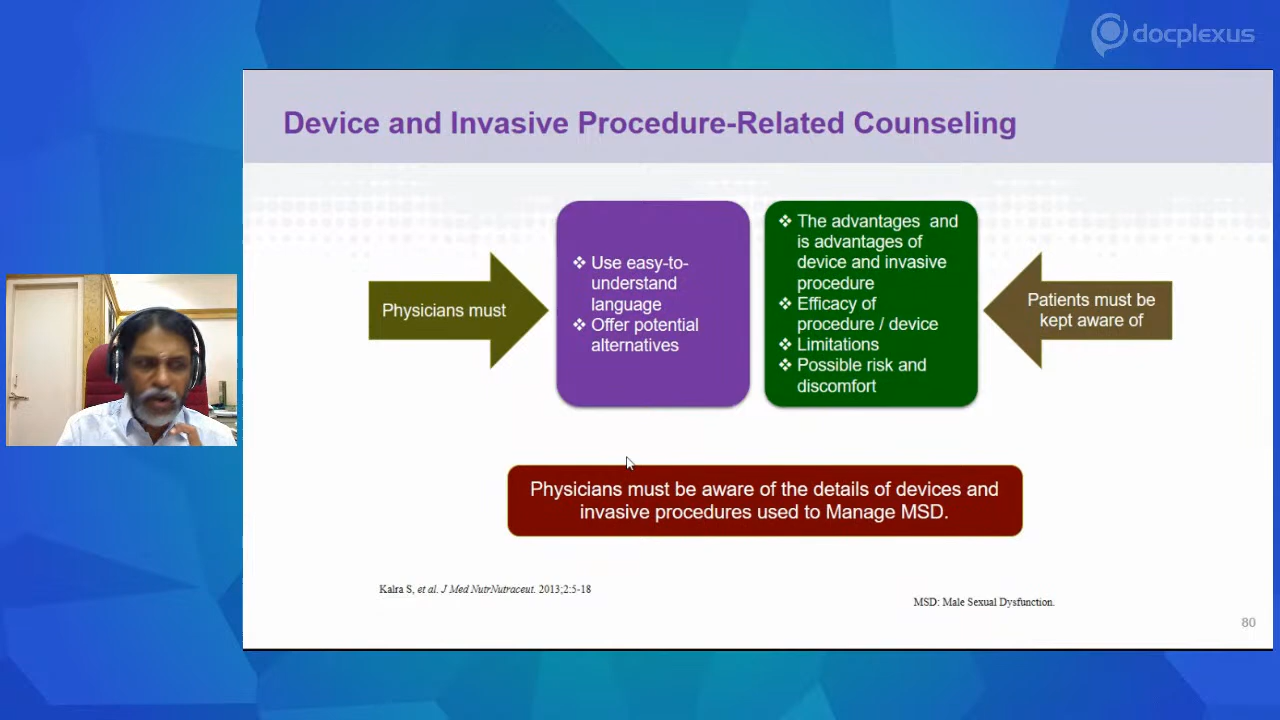 docplexus
Device and Invasive Procedure-Related Counseling
Physicians must
❖ Use easy-to-
understand
language
❖ Offer potential
alternatives
❖ The advantages and
is advantages of
device and invasive
procedure
❖ Efficacy of
procedure / device
❖ Limitations
❖ Possible risk and
discomfort
Patients must be
kept aware of
Physicians must be aware of the details of devices and
invasive procedures used to Manage MSD.
Kalra S, et al. J Med NutrNutraceut. 2013;2:5-18
MSD: Male Sexual Dysfunction.
80